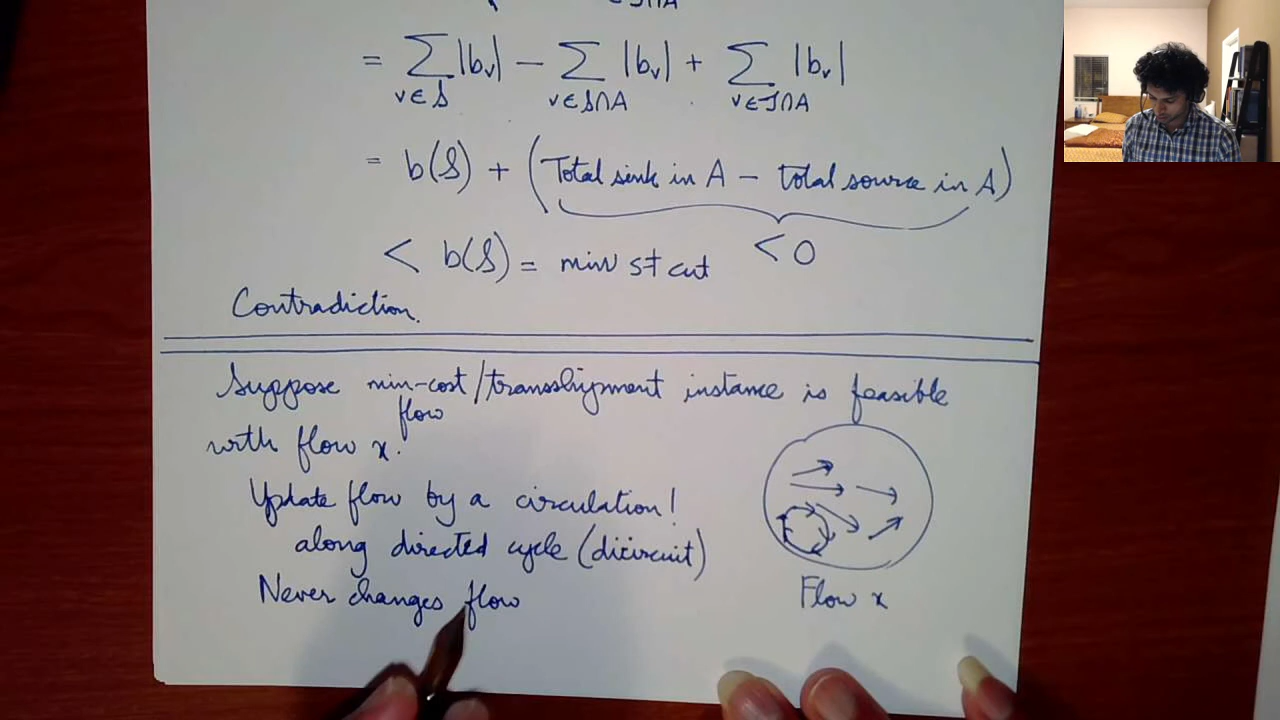 = ∑ |b_v| − ∑ |b_v| + ∑ |b_v|
v∈S v∈S∩A v∈T∩A
= b(S) + (Total sink in A − total source in A)
< b(S) = min st cut < 0
Contradiction.
Suppose min-cost/transshipment instance is feasible
flow
with flow x.
Update flow by a circulation!
along directed cycle (dicircuit)
Never changes flow
Flow x